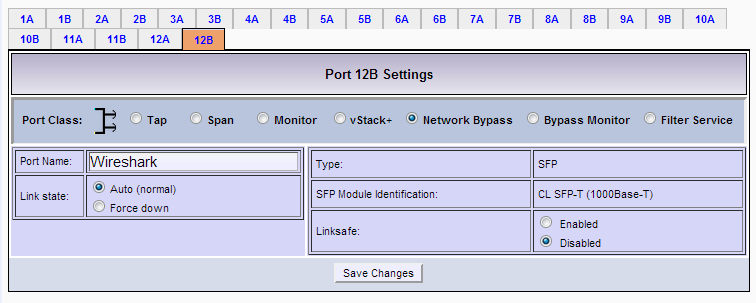 1A 1B 2A 2B 3A 3B 4A 4B 5A 5B 6A 6B 7A 7B 8A 8B 9A 9B 10A
10B 11A 11B 12A 12B
Port 12B Settings
Port Class: Tap Span Monitor vStack+ Network Bypass Bypass Monitor Filter Service
Port Name: Wireshark
Link state: Auto (normal)
Force down
Type: SFP
SFP Module Identification: CL SFP-T (1000Base-T)
Linksafe: Enabled
Disabled
Save Changes